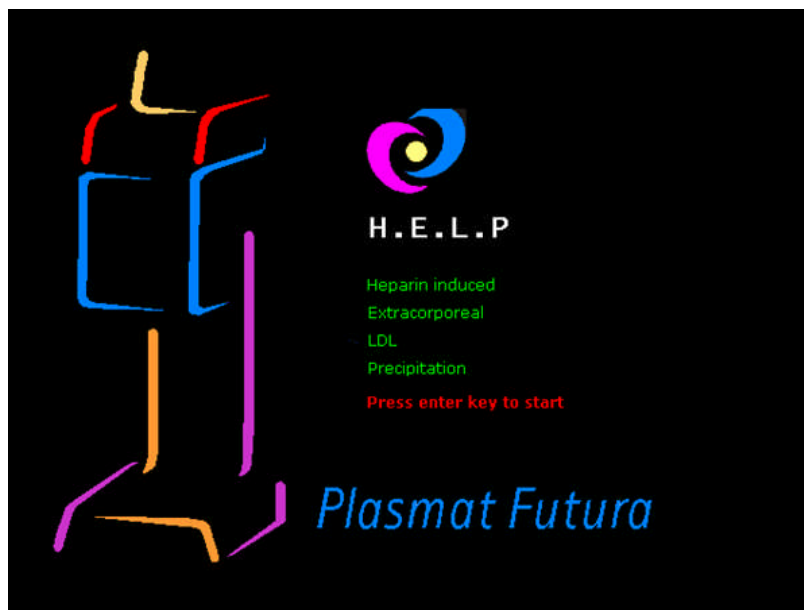 H.E.L.P
Heparin induced
Extracorporeal
LDL
Precipitation
Press enter key to start
Plasmat Futura